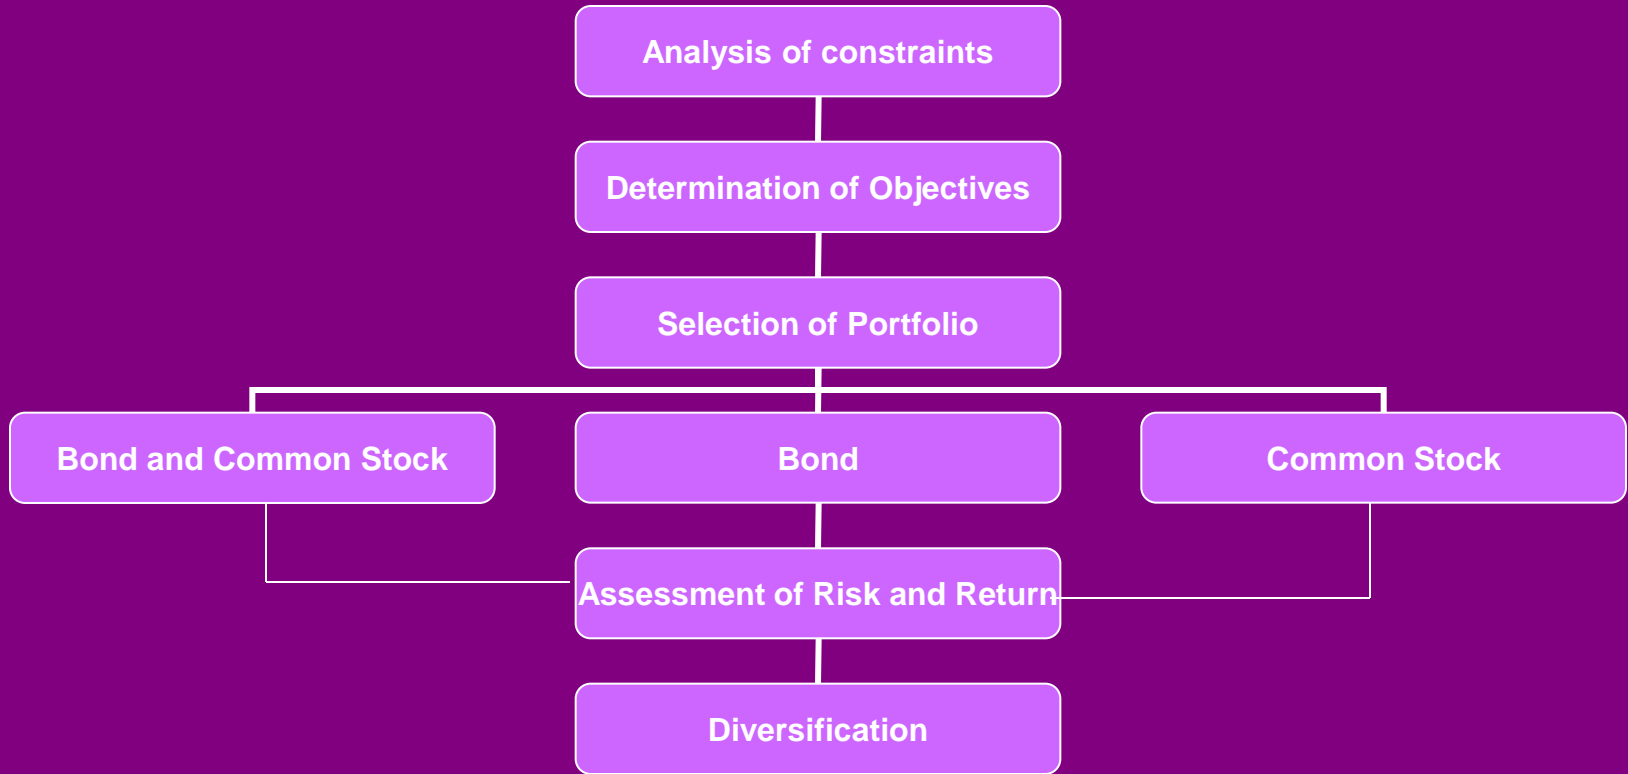 Analysis of constraints
Determination of Objectives
Selection of Portfolio
Bond and Common Stock
Bond
Common Stock
Assessment of Risk and Return
Diversification